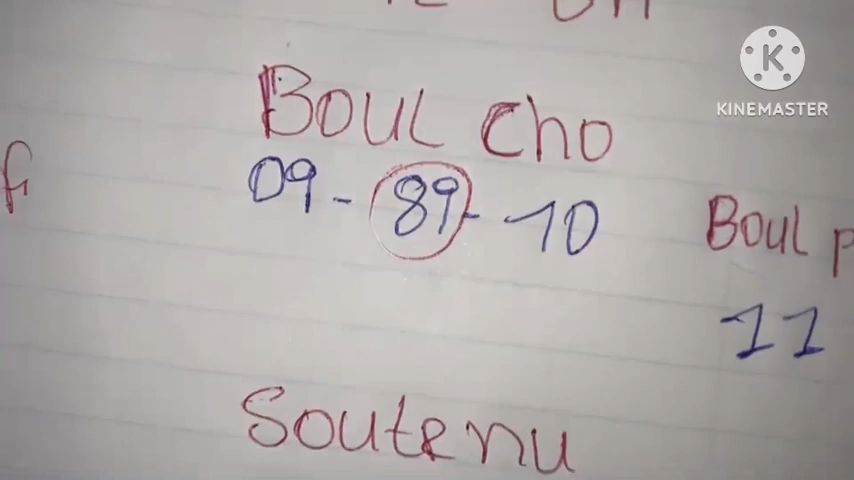 KINEMASTER
BOUL Cho
09 - 89 - 10
Boul
11
Soutenu